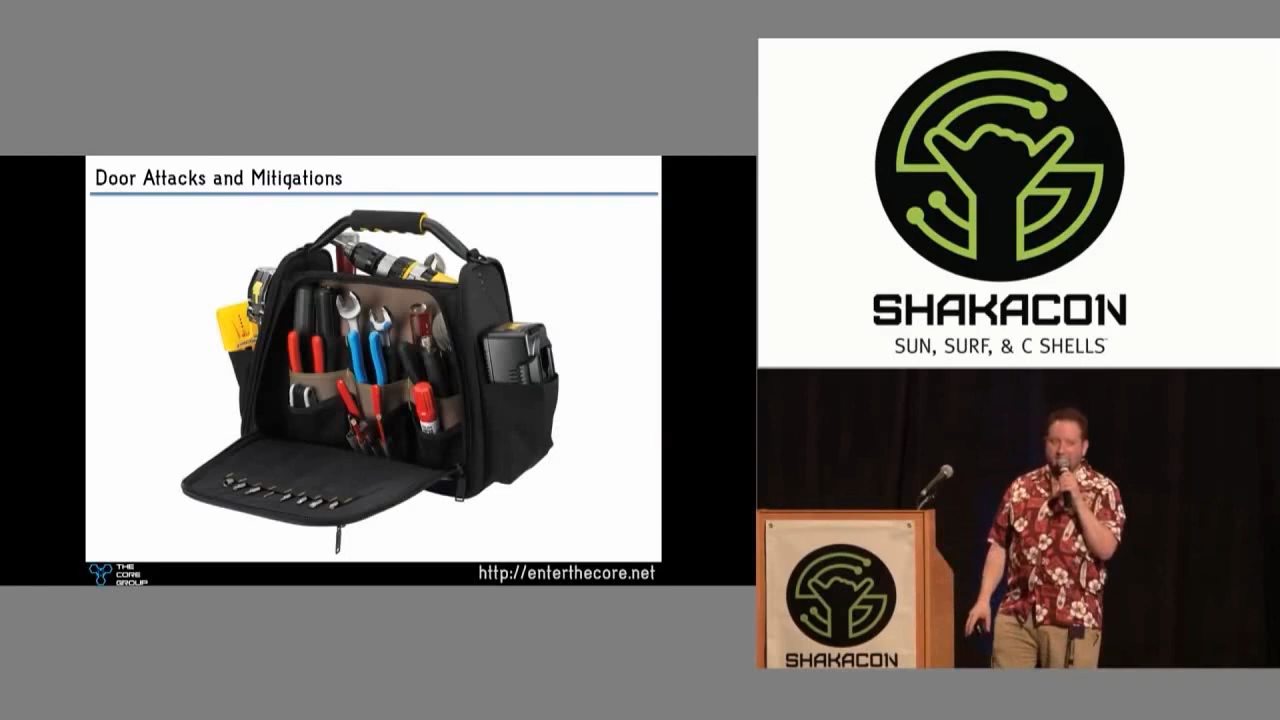 Door Attacks and Mitigations
THE
CORE
GROUP
http://enterthecore.net
SHAKACON
SUN, SURF, & C SHELLS
SHAKACON